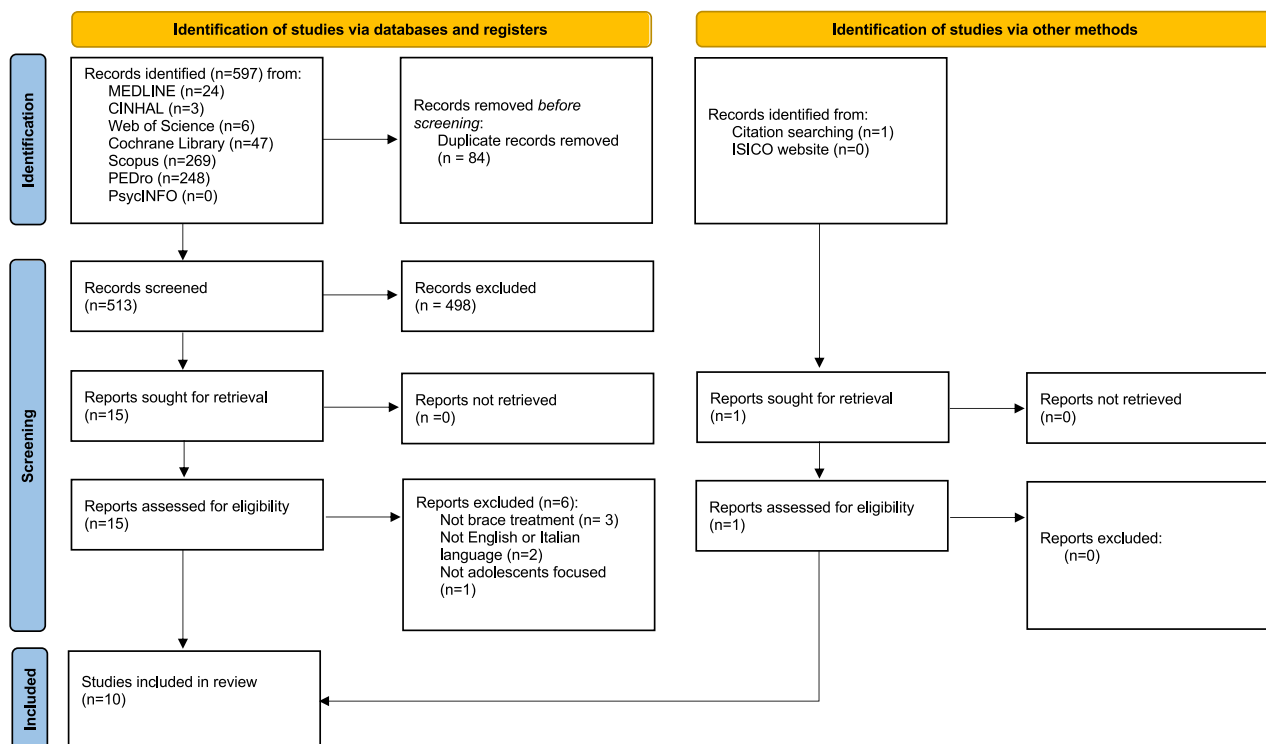 Identification of studies via databases and registers
Identification of studies via other methods
Identification
Records identified (n=597) from:
MEDLINE (n=24)
CINHAL (n=3)
Web of Science (n=6)
Cochrane Library (n=47)
Scopus (n=269)
PEDro (n=248)
PsycINFO (n=0)
Records removed before
screening:
Duplicate records removed
(n = 84)
Records identified from:
Citation searching (n=1)
ISICO website (n=0)
Screening
Records screened
(n=513)
Records excluded
(n = 498)
Reports sought for retrieval
(n=15)
Reports not retrieved
(n =0)
Reports sought for retrieval
(n=1)
Reports not retrieved
(n=0)
Reports assessed for eligibility
(n=15)
Reports excluded (n=6):
Not brace treatment (n= 3)
Not English or Italian
language (n=2)
Not adolescents focused
(n=1)
Reports assessed for eligibility
(n=1)
Reports excluded:
(n=0)
Included
Studies included in review
(n=10)